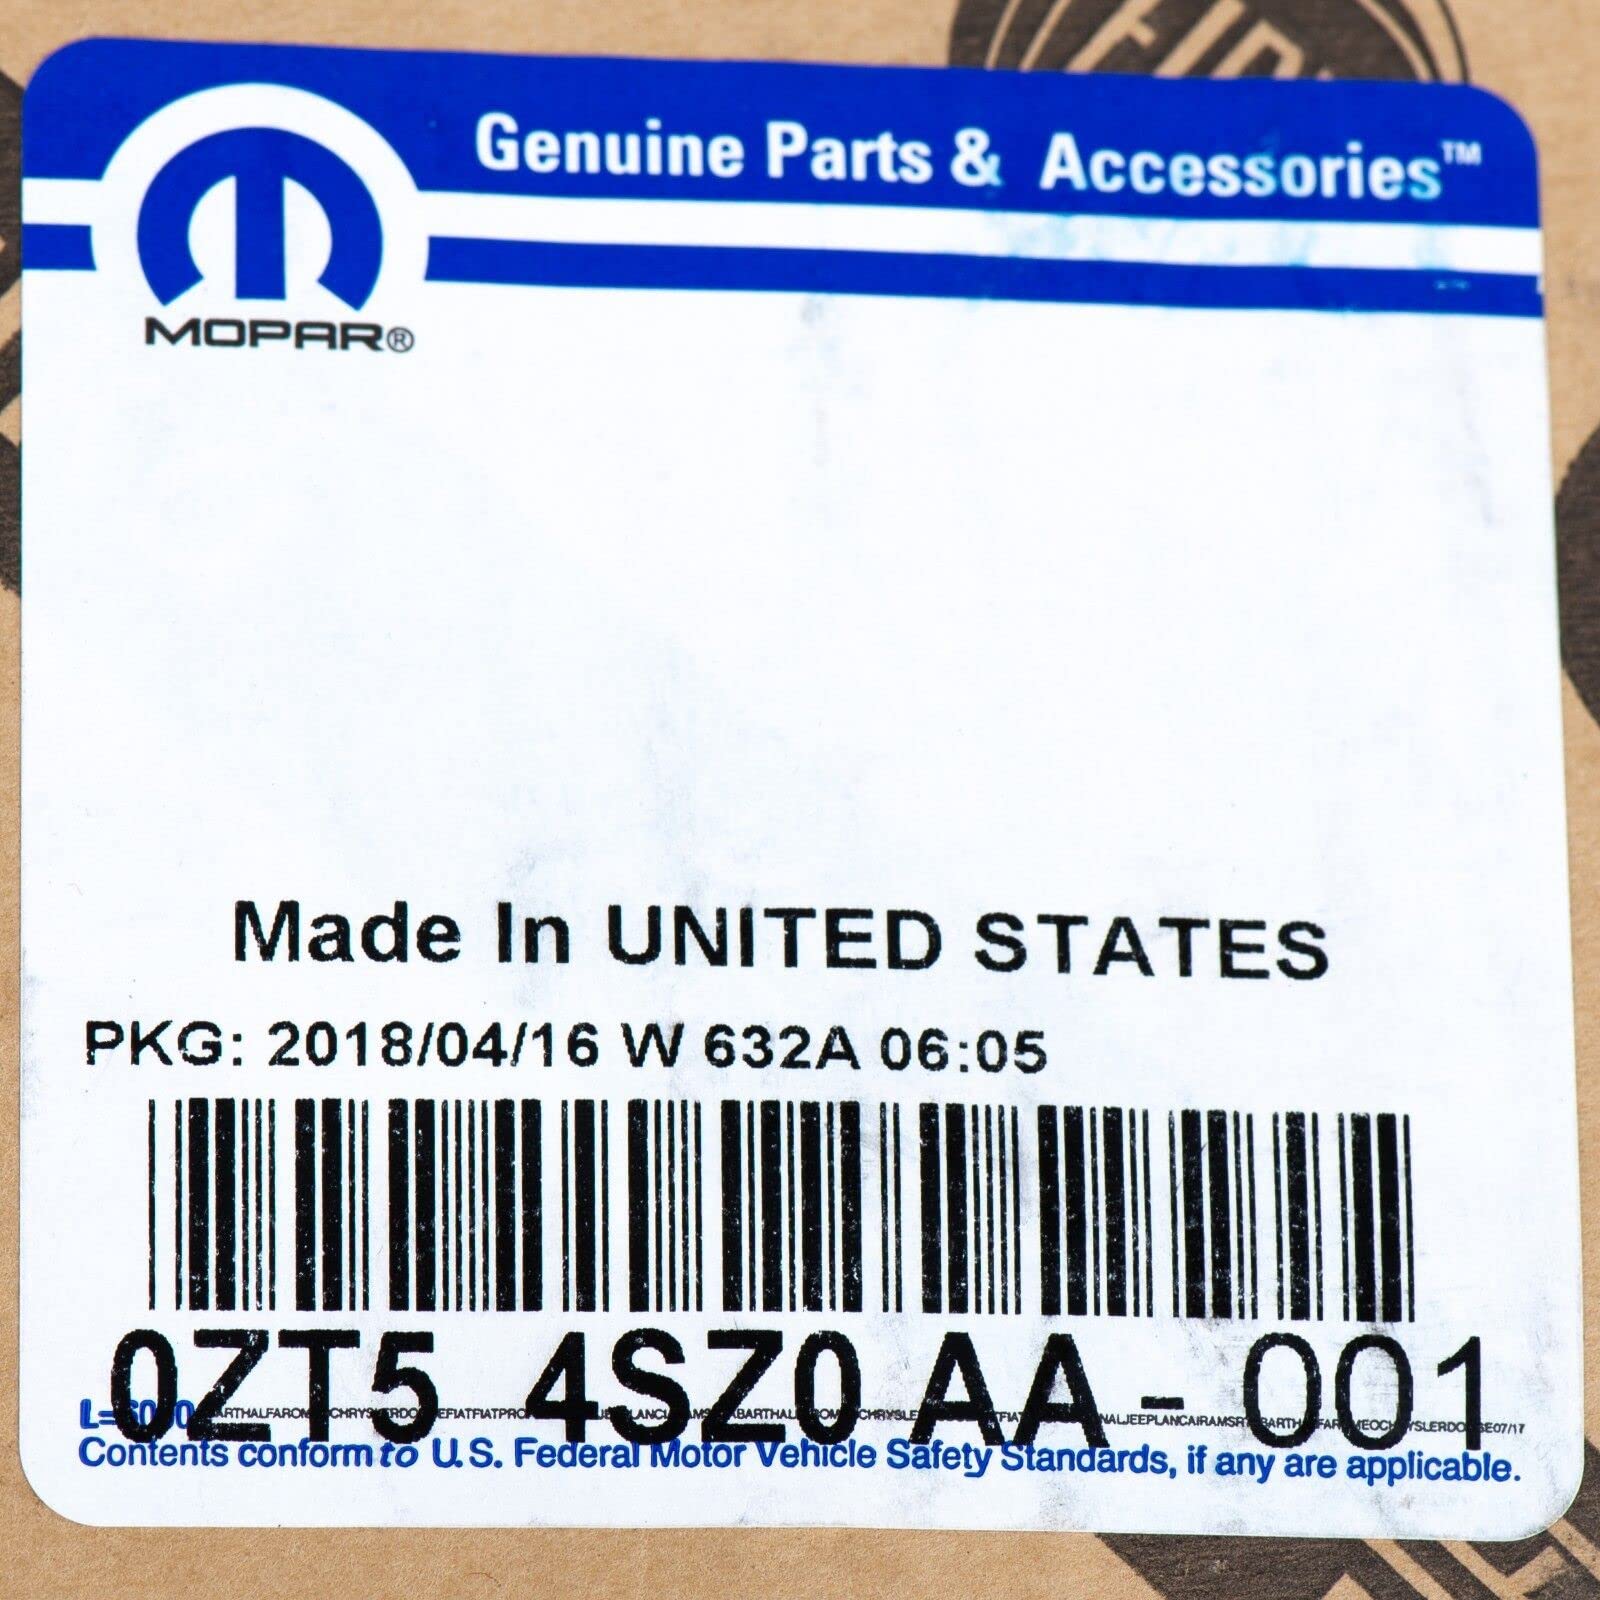 Genuine Parts & Accessories™
MOPAR®
Made In UNITED STATES
PKG: 2018/04/16 W 632A 06:05
0ZT5 4SZ0 AA - 001
Contents conform to U.S. Federal Motor Vehicle Safety Standards, if any are applicable.